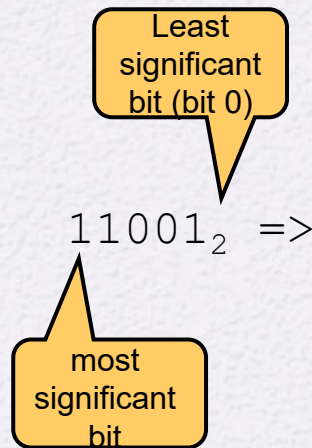 Least
significant
bit (bit 0)
11001₂ =>
most
significant
bit